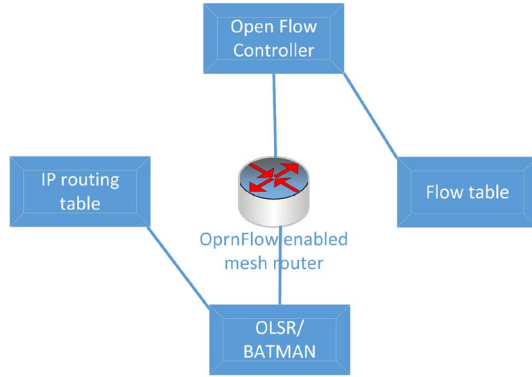 Open Flow
Controller
IP routing
table
Flow table
OprnFlow enabled
mesh router
OLSR/
BATMAN